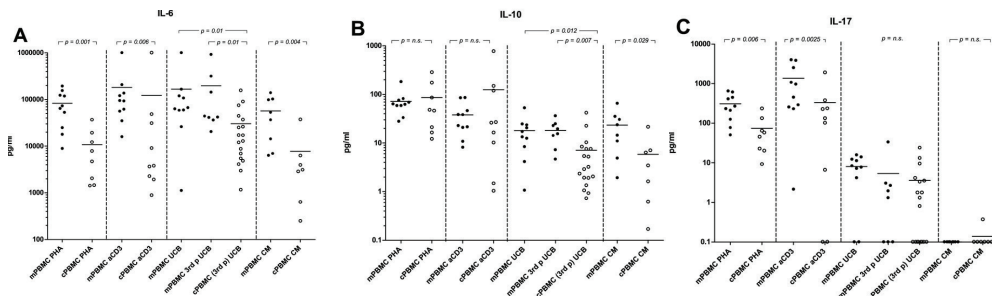 IL-6
A
p = 0.001
p = 0.006
p = 0.01
p = 0.01
p = 0.004
pg/ml
1000000
100000
10000
1000
100
mPBMC PHA
cPBMC PHA
mPBMC aCD3
cPBMC aCD3
mPBMC UCB
mPBMC 3rd p UCB
cPBMC (3rd p) UCB
mPBMC CM
cPBMC CM
IL-10
B
p = n.s.
p = n.s.
p = 0.012
p = 0.007
p = 0.029
pg/ml
1000
100
10
1
0.1
mPBMC PHA
cPBMC PHA
mPBMC aCD3
cPBMC aCD3
mPBMC UCB
mPBMC 3rd p UCB
cPBMC (3rd p) UCB
mPBMC CM
cPBMC CM
IL-17
C
p = 0.006
p = 0.0025
p = n.s.
p = n.s.
pg/ml
10000
1000
100
10
1
0.1
mPBMC PHA
cPBMC PHA
mPBMC aCD3
cPBMC aCD3
mPBMC UCB
mPBMC 3rd p UCB
cPBMC (3rd p) UCB
mPBMC CM
cPBMC CM